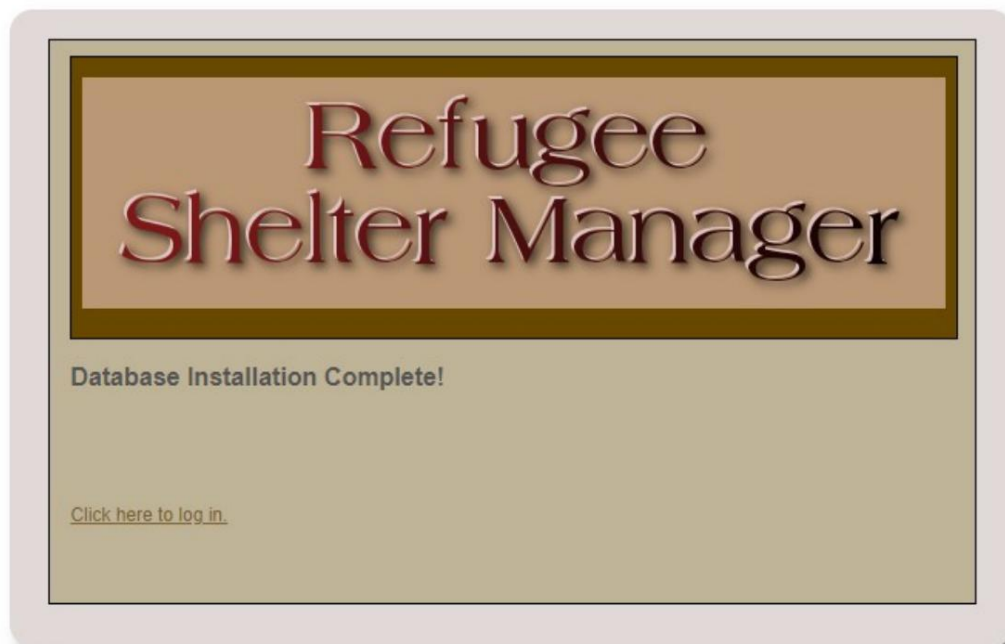 Refugee
Shelter Manager
Database Installation Complete!
Click here to log in.